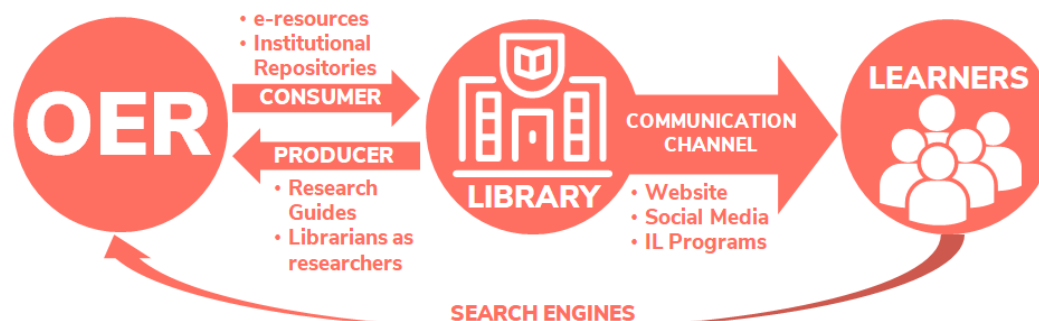 OER
• e-resources
• Institutional
Repositories
CONSUMER
PRODUCER
• Research
Guides
• Librarians as
researchers
LIBRARY
COMMUNICATION
CHANNEL
• Website
• Social Media
• IL Programs
LEARNERS
SEARCH ENGINES